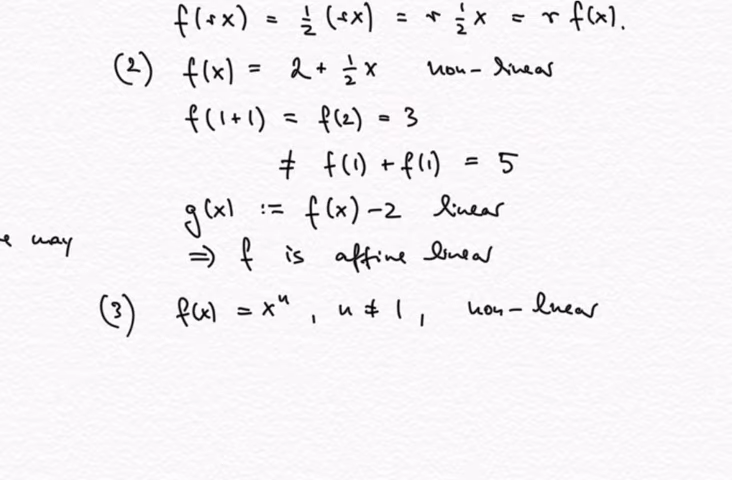 f(rx) = 1/2 (rx) = r 1/2 x = r f(x).
(2) f(x) = 2 + 1/2 x non-linear
f(1+1) = f(2) = 3
≠ f(1) + f(1) = 5
g(x) := f(x) - 2 linear
way
⇒ f is affine linear
(3) f(x) = xⁿ, n ≠ 1, non-linear